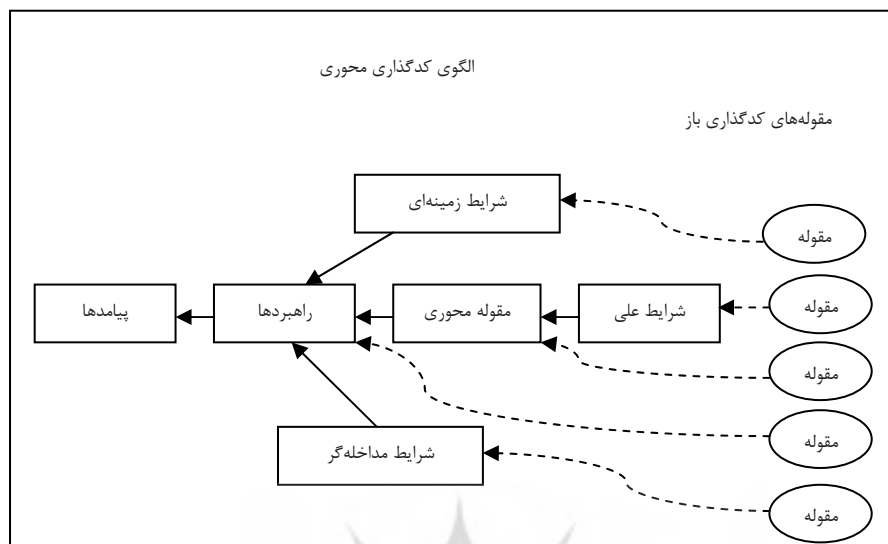 الگوی کدگذاری محوری
مقوله‌های کدگذاری باز
شرایط زمینه‌ای
مقوله
شرایط علی
مقوله محوری
راهبردها
پیامدها
مقوله
مقوله
مقوله
شرایط مداخله‌گر
مقوله